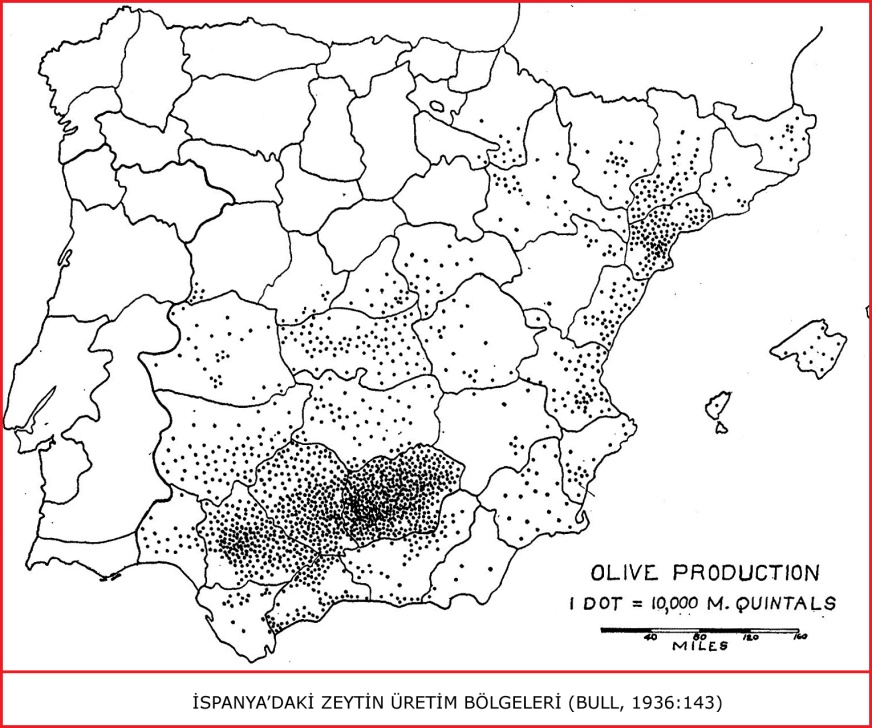 OLIVE PRODUCTION
1 DOT = 10,000 M. QUINTALS
40 80 120 160
MILES
İSPANYA’DAKİ ZEYTİN ÜRETİM BÖLGELERİ (BULL, 1936:143)